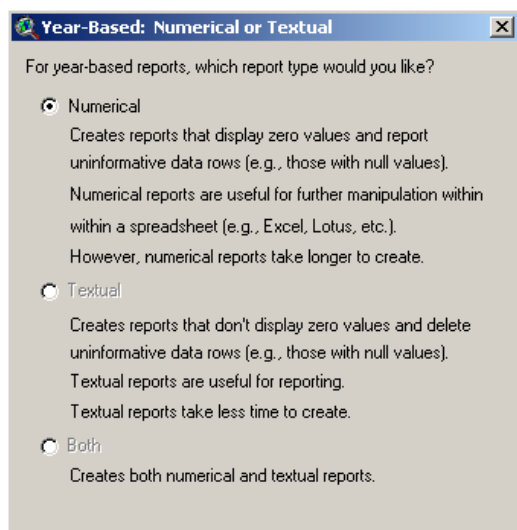 Year-Based:  Numerical or Textual
For year-based reports, which report type would you like?
Numerical
Creates reports that display zero values and report
uninformative data rows (e.g., those with null values).
Numerical reports are useful for further manipulation within
within a spreadsheet (e.g., Excel, Lotus, etc.).
However, numerical reports take longer to create.
Textual
Creates reports that don't display zero values and delete
uninformative data rows (e.g., those with null values).
Textual reports are useful for reporting.
Textual reports take less time to create.
Both
Creates both numerical and textual reports.